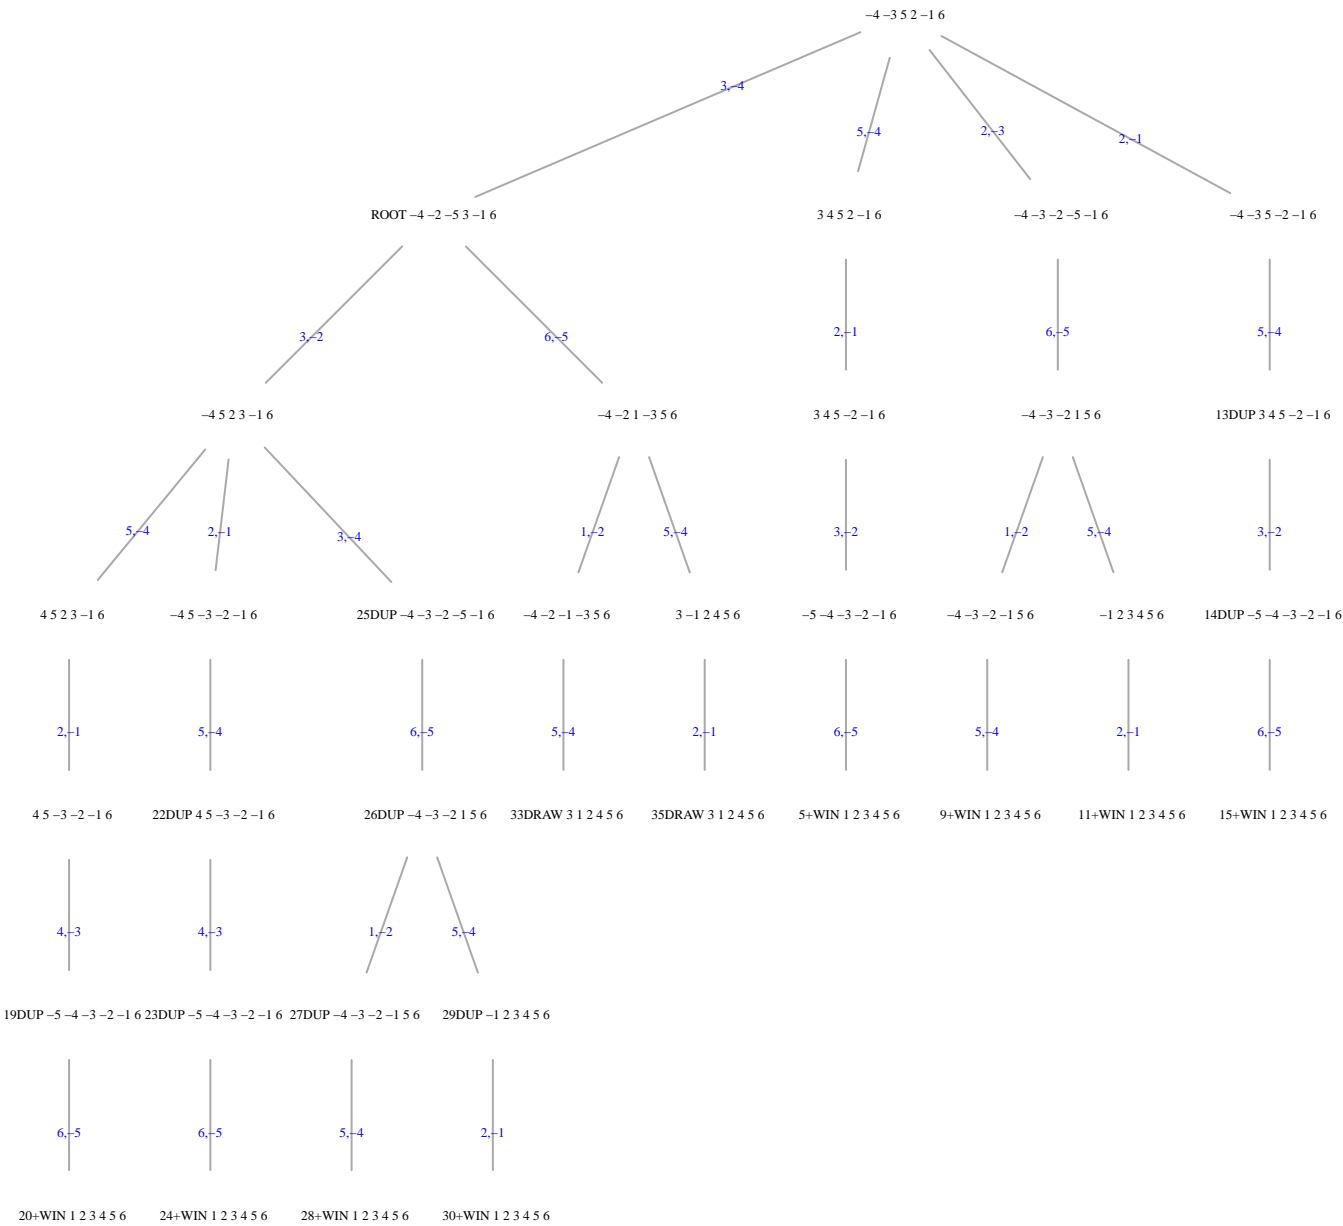 −4 −3 5 2 −1 6
3,−4
5,−4
2,−3
2,−1
ROOT −4 −2 −5 3 −1 6
3 4 5 2 −1 6
−4 −3 −2 −5 −1 6
−4 −3 5 −2 −1 6
3,−2
6,−5
2,−1
6,−5
5,−4
−4 5 2 3 −1 6
−4 −2 1 −3 5 6
3 4 5 −2 −1 6
−4 −3 −2 1 5 6
13DUP 3 4 5 −2 −1 6
5,−4
2,−1
3,−4
1,−2
5,−4
3,−2
1,−2
5,−4
3,−2
4 5 2 3 −1 6
−4 5 −3 −2 −1 6
25DUP −4 −3 −2 −5 −1 6
−4 −2 −1 −3 5 6
3 −1 2 4 5 6
−5 −4 −3 −2 −1 6
−4 −3 −2 −1 5 6
−1 2 3 4 5 6
14DUP −5 −4 −3 −2 −1 6
2,−1
5,−4
6,−5
5,−4
2,−1
6,−5
5,−4
2,−1
6,−5
4 5 −3 −2 −1 6
22DUP 4 5 −3 −2 −1 6
26DUP −4 −3 −2 1 5 6
33DRAW 3 1 2 4 5 6
35DRAW 3 1 2 4 5 6
5+WIN 1 2 3 4 5 6
9+WIN 1 2 3 4 5 6
11+WIN 1 2 3 4 5 6
15+WIN 1 2 3 4 5 6
4,−3
4,−3
1,−2
5,−4
19DUP −5 −4 −3 −2 −1 6
23DUP −5 −4 −3 −2 −1 6
27DUP −4 −3 −2 −1 5 6
29DUP −1 2 3 4 5 6
6,−5
6,−5
5,−4
2,−1
20+WIN 1 2 3 4 5 6
24+WIN 1 2 3 4 5 6
28+WIN 1 2 3 4 5 6
30+WIN 1 2 3 4 5 6